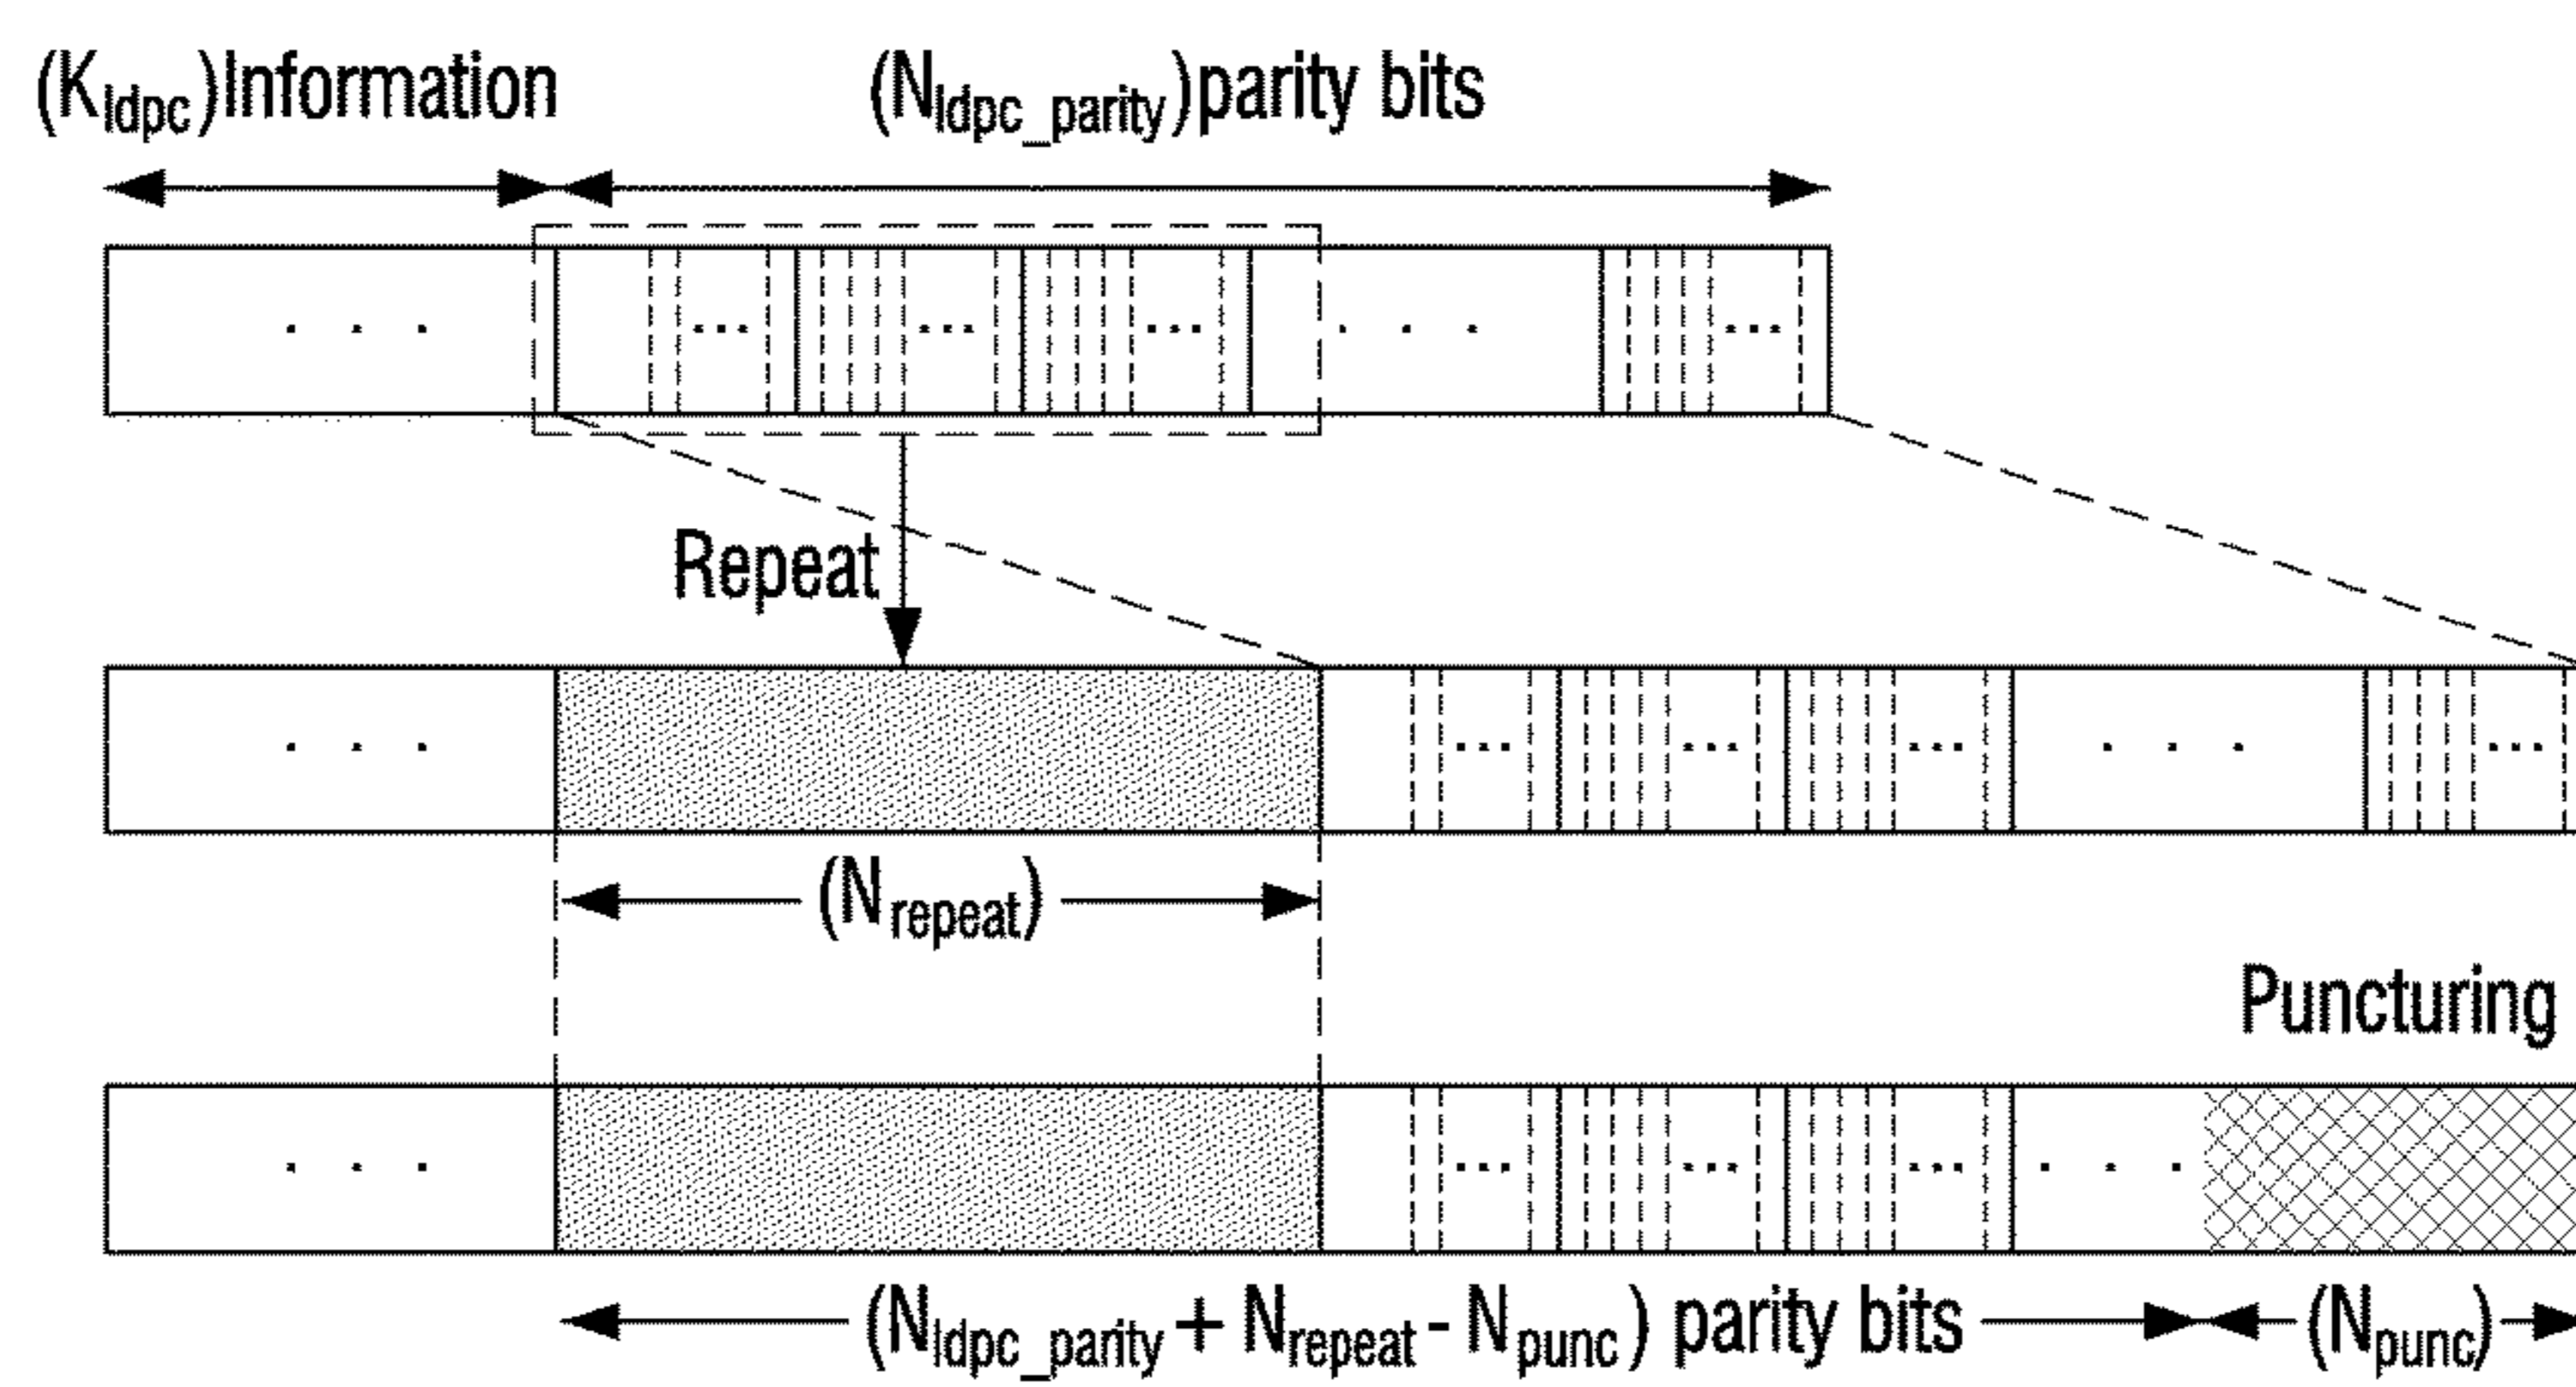 (K_ldpc)Information
(N_ldpc_parity)parity bits
Repeat
(N_repeat)
Puncturing
(N_ldpc_parity + N_repeat - N_punc) parity bits
(N_punc)